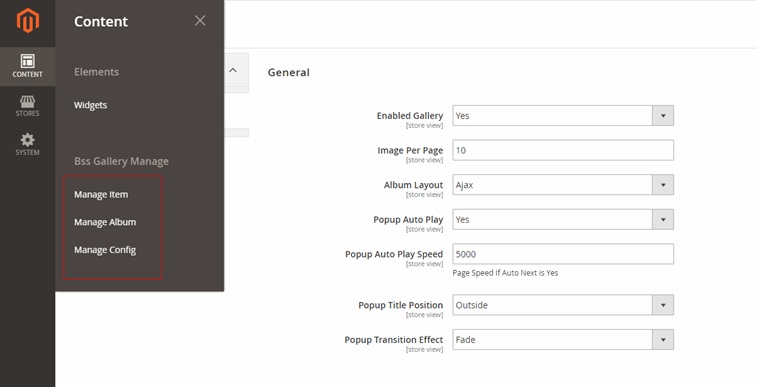 CONTENT
STORES
SYSTEM
Content
Elements
Widgets
Bss Gallery Manage
Manage Item
Manage Album
Manage Config
General
Enabled Gallery
[store view]
Yes
Image Per Page
[store view]
10
Album Layout
[store view]
Ajax
Popup Auto Play
[store view]
Yes
Popup Auto Play Speed
[store view]
5000
Page Speed If Auto Next is Yes
Popup Title Position
[store view]
Outside
Popup Transition Effect
[store view]
Fade